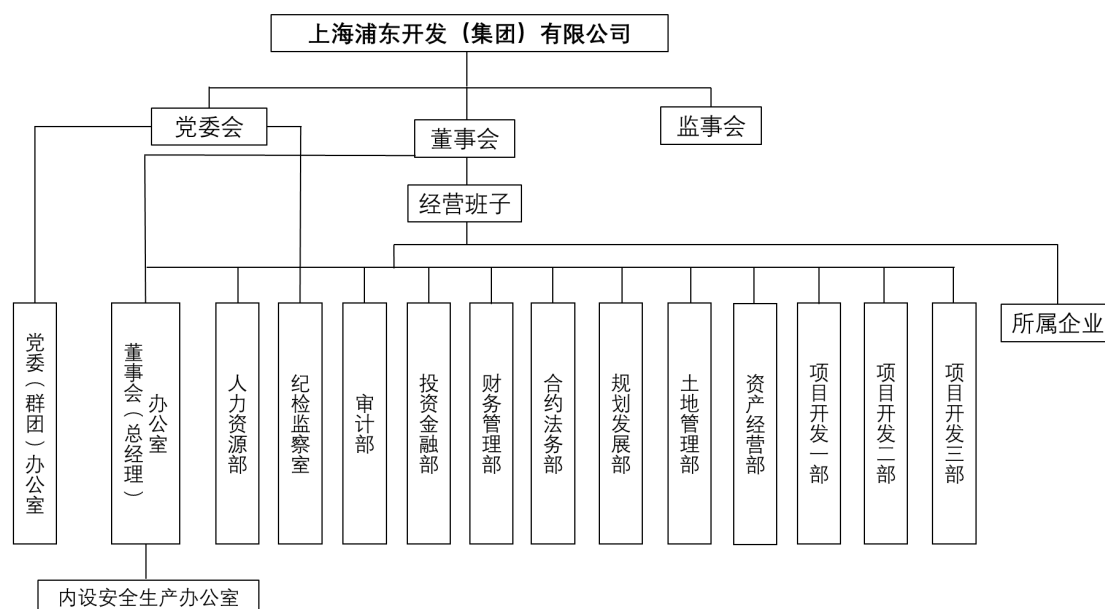 上海浦东开发（集团）有限公司
党委会
董事会
监事会
经营班子
所属企业
党委（群团）办公室
董事会（总经理）
办公室
人力资源部
纪检监察室
审计部
投资金融部
财务管理部
合约法务部
规划发展部
土地管理部
资产经营部
项目开发一部
项目开发二部
项目开发三部
内设安全生产办公室